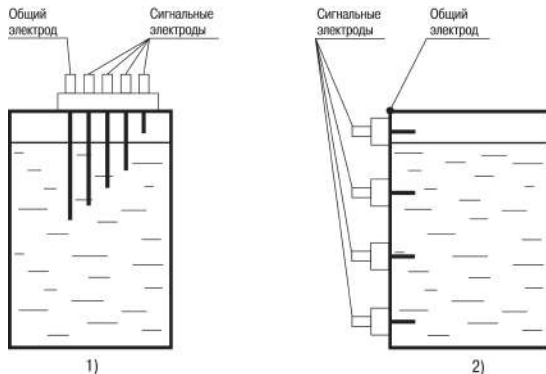 Общий
электрод
Сигнальные
электроды
Сигнальные
электроды
Общий
электрод
1)
2)